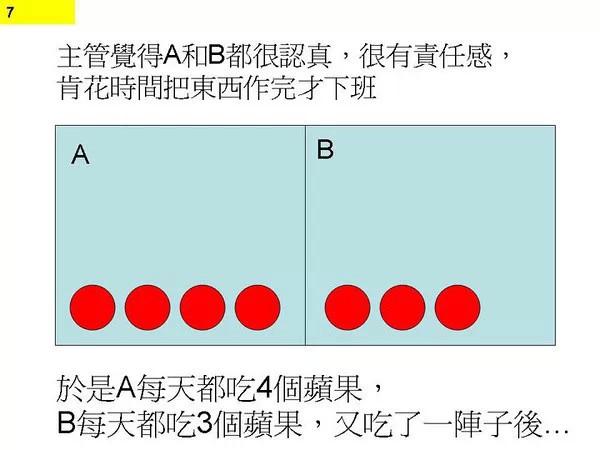 7
主管覺得A和B都很認真，很有責任感，
肯花時間把東西作完才下班
A
B
於是A每天都吃4個蘋果，
B每天都吃3個蘋果，又吃了一陣子後…